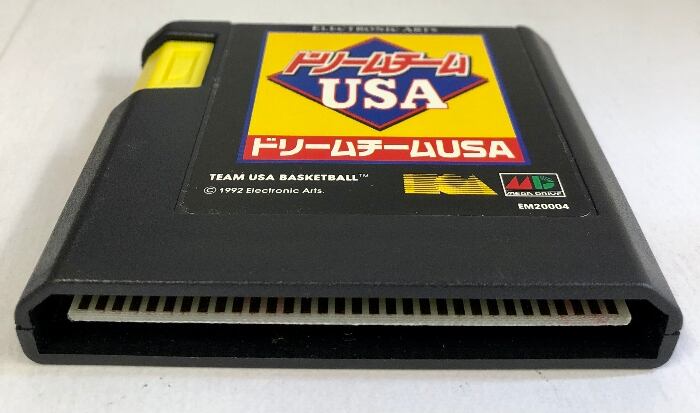 ELECTRONIC ARTS
ドリームチーム
USA
ドリームチームUSA
TEAM USA BASKETBALL™
© 1992 Electronic Arts.
EA
MD
MEGA DRIVE
EM20004